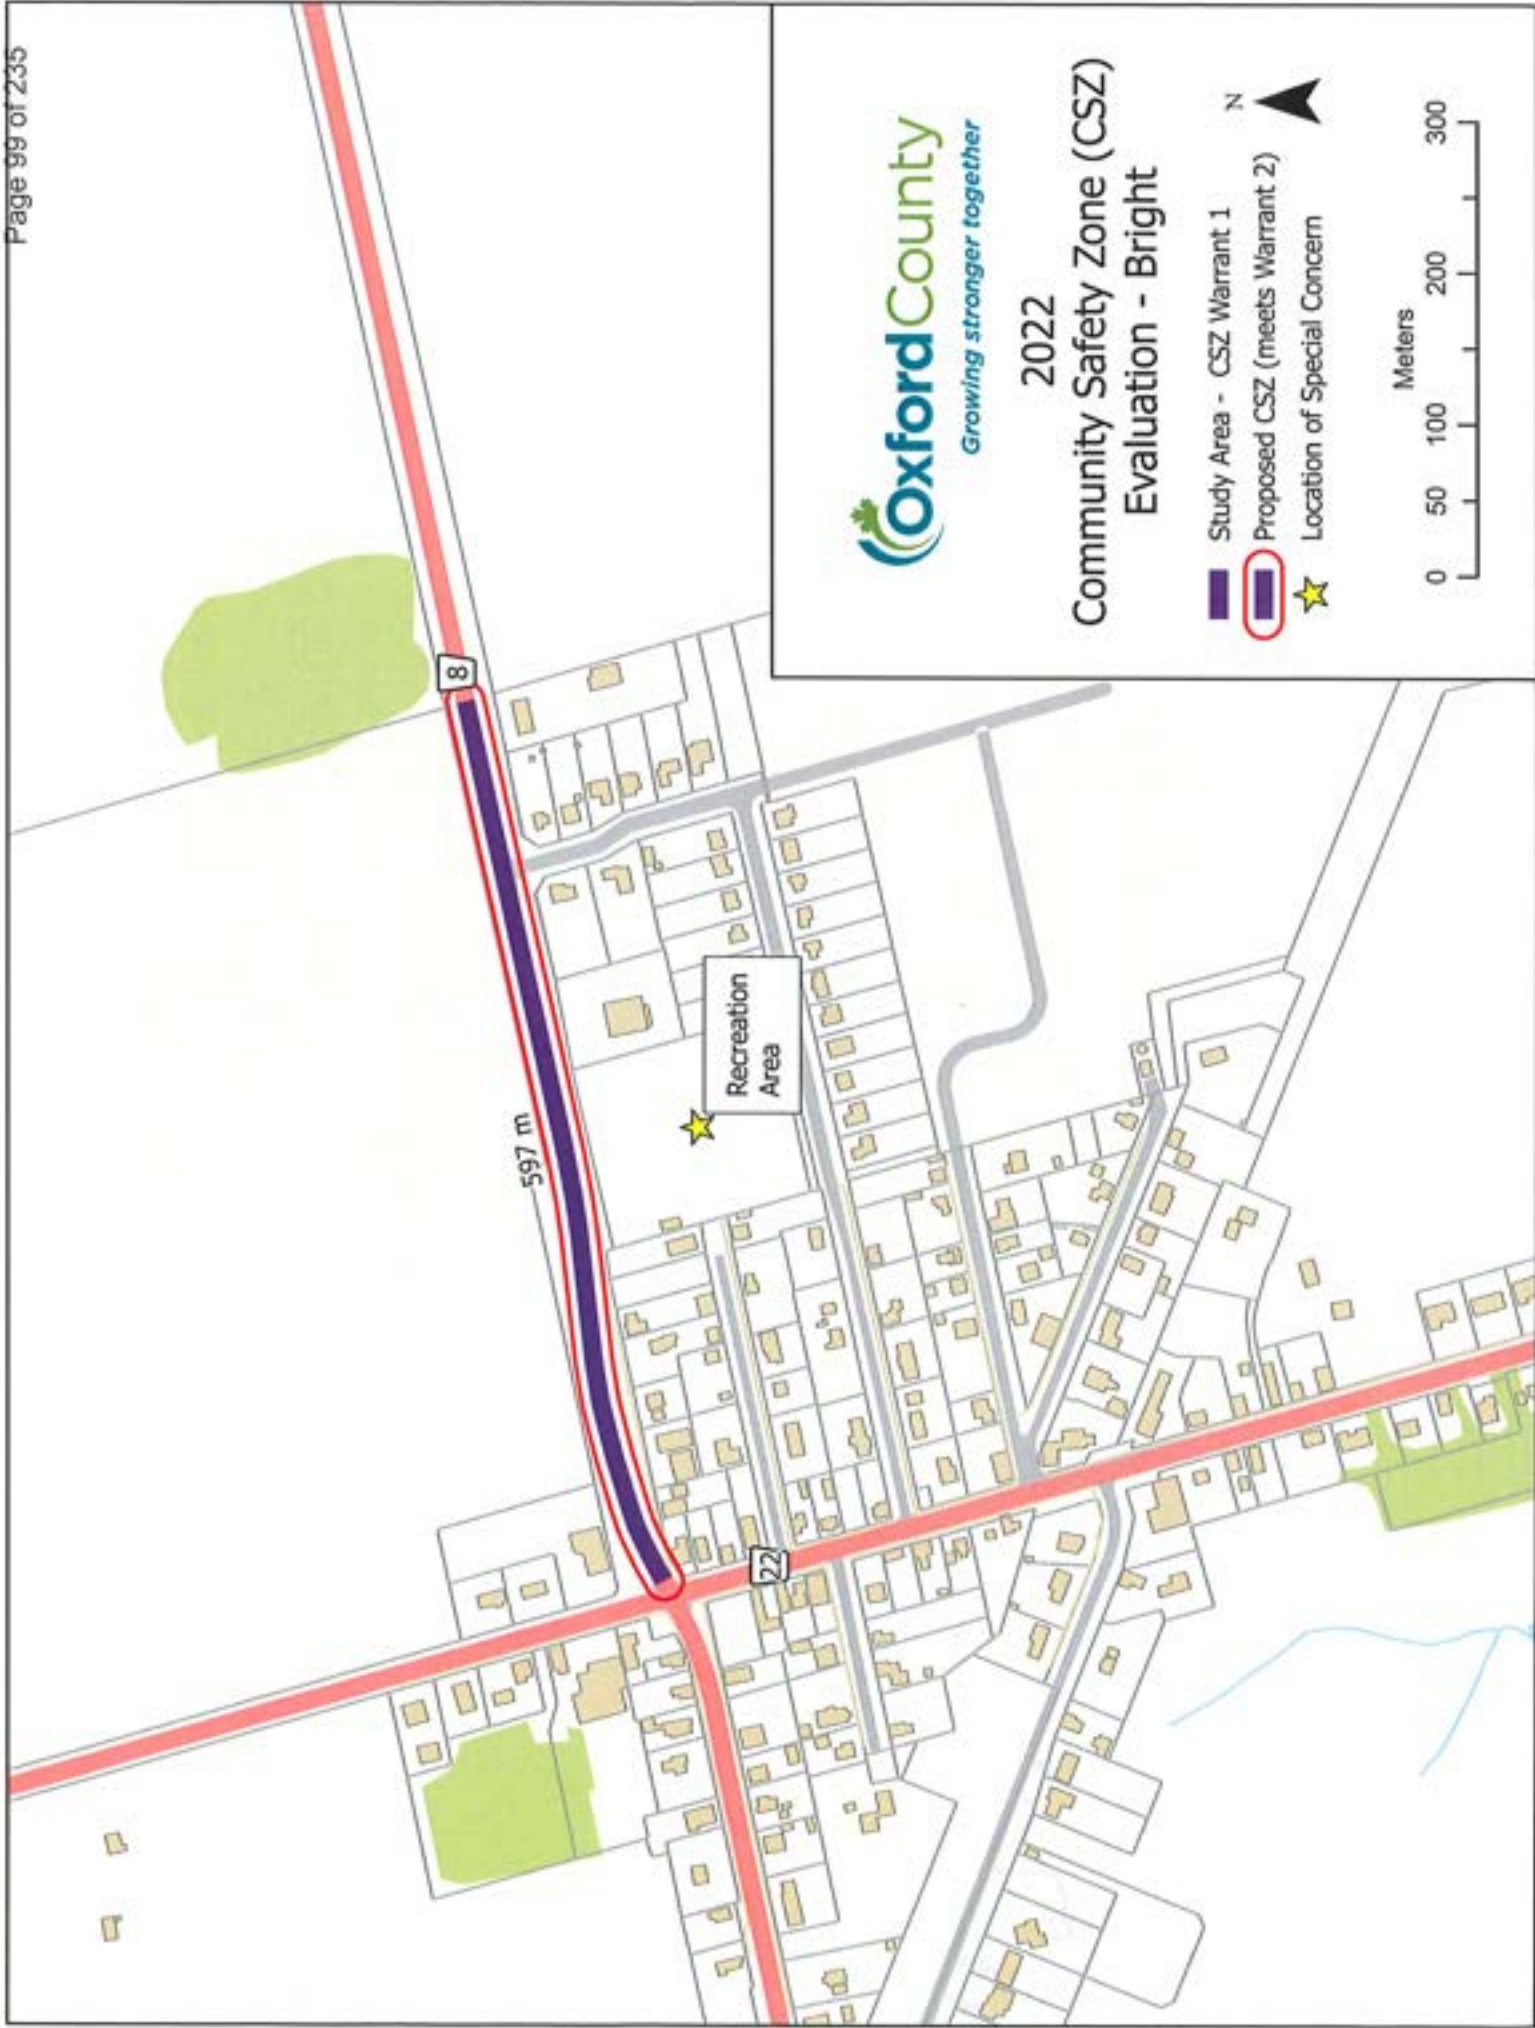 Page 99 of 235
8
597 m
Recreation
Area
22
OxfordCounty
Growing stronger together
2022
Community Safety Zone (CSZ)
Evaluation - Bright
Study Area - CSZ Warrant 1
N
Proposed CSZ (meets Warrant 2)
Location of Special Concern
Meters
0 50 100 200 300